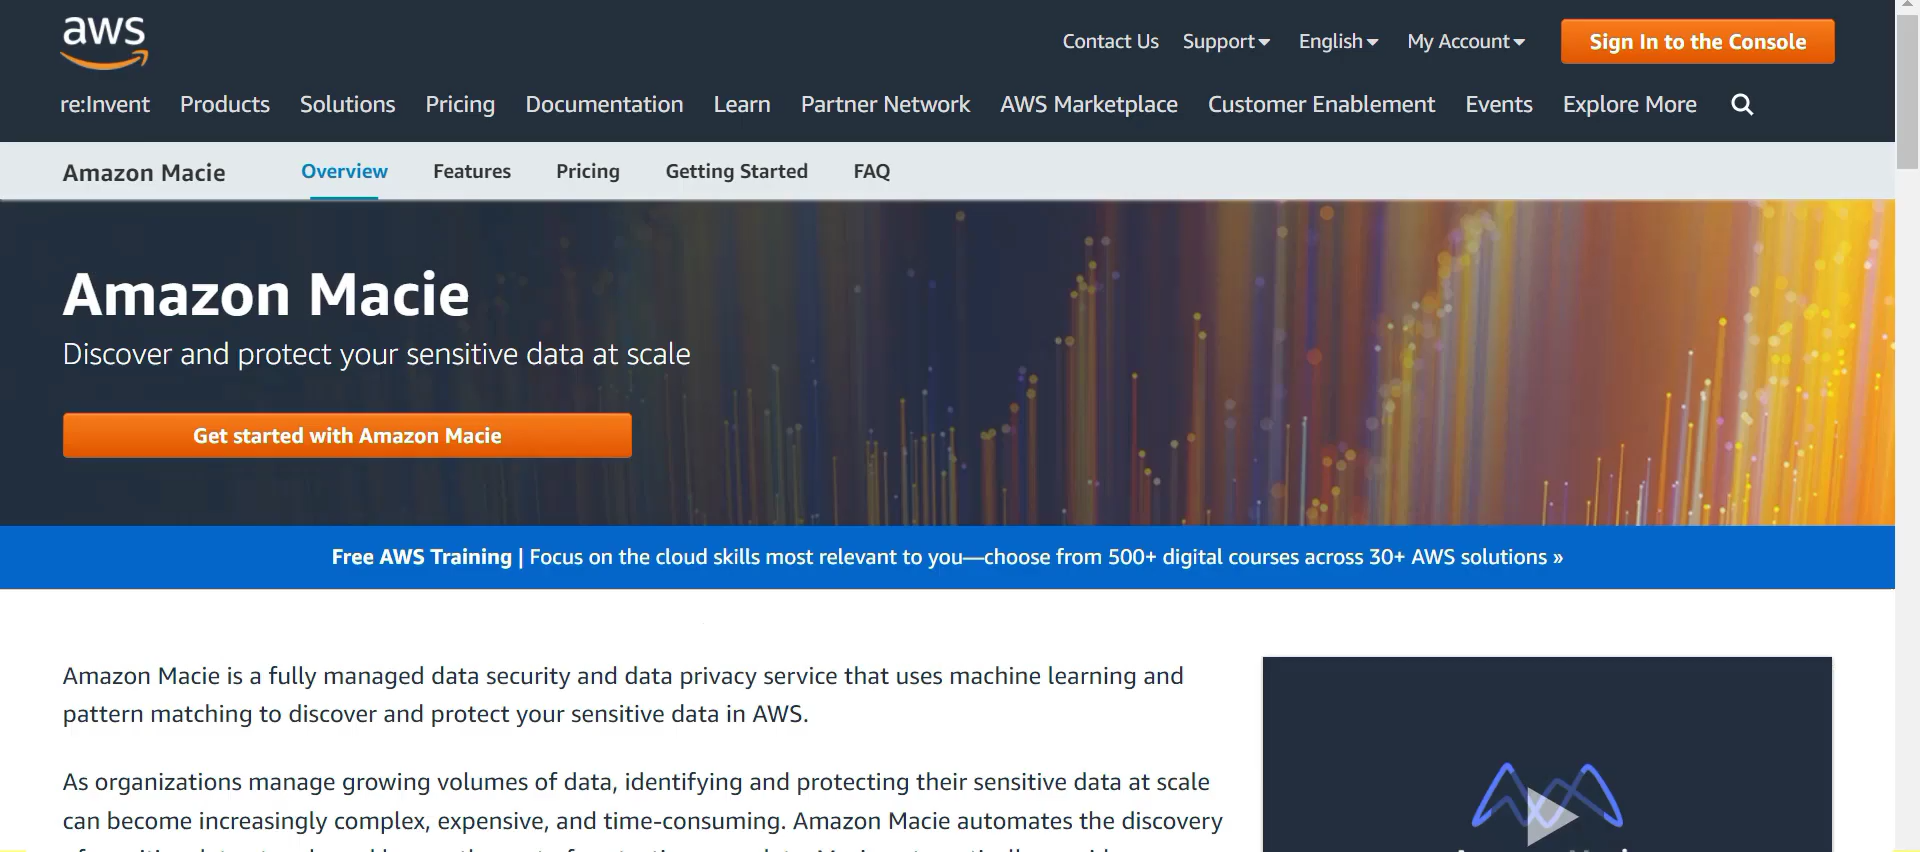 aws
Contact Us Support English My Account Sign In to the Console
re:Invent Products Solutions Pricing Documentation Learn Partner Network AWS Marketplace Customer Enablement Events Explore More
Amazon Macie Overview Features Pricing Getting Started FAQ
Amazon Macie
Discover and protect your sensitive data at scale
Get started with Amazon Macie
Free AWS Training | Focus on the cloud skills most relevant to you—choose from 500+ digital courses across 30+ AWS solutions »
Amazon Macie is a fully managed data security and data privacy service that uses machine learning and
pattern matching to discover and protect your sensitive data in AWS.
As organizations manage growing volumes of data, identifying and protecting their sensitive data at scale
can become increasingly complex, expensive, and time-consuming. Amazon Macie automates the discovery